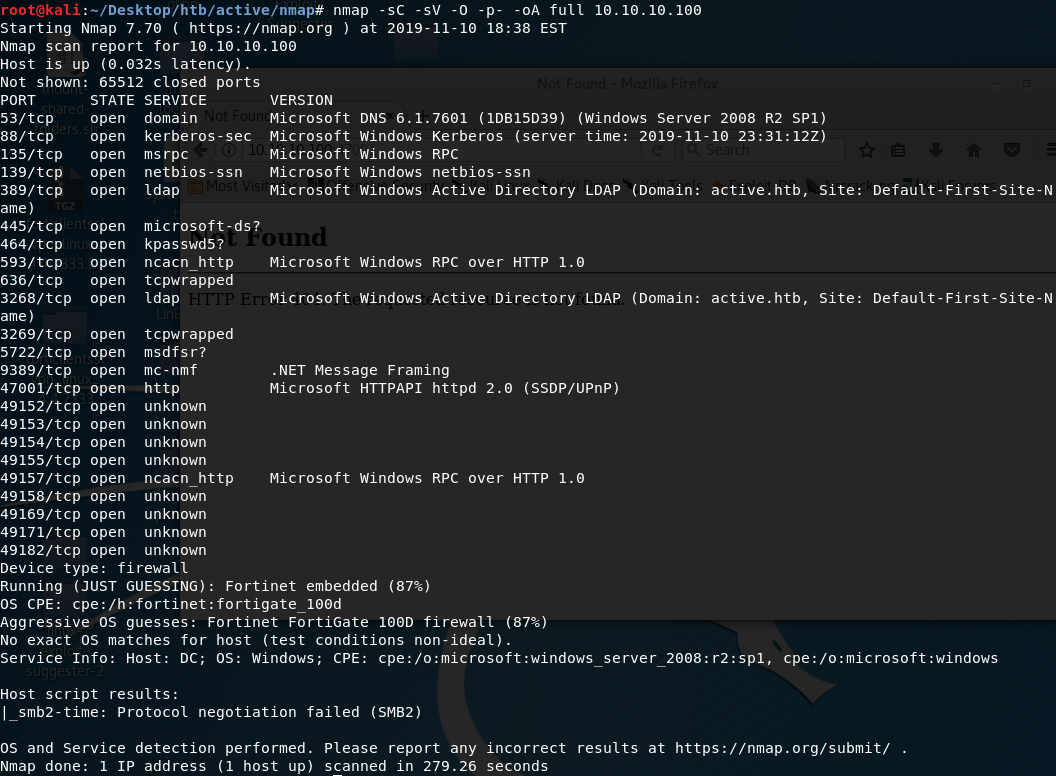 root@kali:~/Desktop/htb/active/nmap# nmap -sC -sV -O -p- -oA full 10.10.10.100
Starting Nmap 7.70 ( https://nmap.org ) at 2019-11-10 18:38 EST
Nmap scan report for 10.10.10.100
Host is up (0.032s latency).
Not shown: 65512 closed ports
PORT      STATE SERVICE       VERSION
53/tcp    open  domain        Microsoft DNS 6.1.7601 (1DB15D39) (Windows Server 2008 R2 SP1)
88/tcp    open  kerberos-sec  Microsoft Windows Kerberos (server time: 2019-11-10 23:31:12Z)
135/tcp   open  msrpc         Microsoft Windows RPC
139/tcp   open  netbios-ssn   Microsoft Windows netbios-ssn
389/tcp   open  ldap          Microsoft Windows Active Directory LDAP (Domain: active.htb, Site: Default-First-Site-N
ame)
445/tcp   open  microsoft-ds?
464/tcp   open  kpasswd5?
593/tcp   open  ncacn_http    Microsoft Windows RPC over HTTP 1.0
636/tcp   open  tcpwrapped
3268/tcp  open  ldap          Microsoft Windows Active Directory LDAP (Domain: active.htb, Site: Default-First-Site-N
ame)
3269/tcp  open  tcpwrapped
5722/tcp  open  msdfsr?
9389/tcp  open  mc-nmf        .NET Message Framing
47001/tcp open  http          Microsoft HTTPAPI httpd 2.0 (SSDP/UPnP)
49152/tcp open  unknown
49153/tcp open  unknown
49154/tcp open  unknown
49155/tcp open  unknown
49157/tcp open  ncacn_http    Microsoft Windows RPC over HTTP 1.0
49158/tcp open  unknown
49169/tcp open  unknown
49171/tcp open  unknown
49182/tcp open  unknown
Device type: firewall
Running (JUST GUESSING): Fortinet embedded (87%)
OS CPE: cpe:/h:fortinet:fortigate_100d
Aggressive OS guesses: Fortinet FortiGate 100D firewall (87%)
No exact OS matches for host (test conditions non-ideal).
Service Info: Host: DC; OS: Windows; CPE: cpe:/o:microsoft:windows_server_2008:r2:sp1, cpe:/o:microsoft:windows
Host script results:
|_smb2-time: Protocol negotiation failed (SMB2)
OS and Service detection performed. Please report any incorrect results at https://nmap.org/submit/ .
Nmap done: 1 IP address (1 host up) scanned in 279.26 seconds
Not Found - Mozilla Firefox
Not Found
Search
Not Found